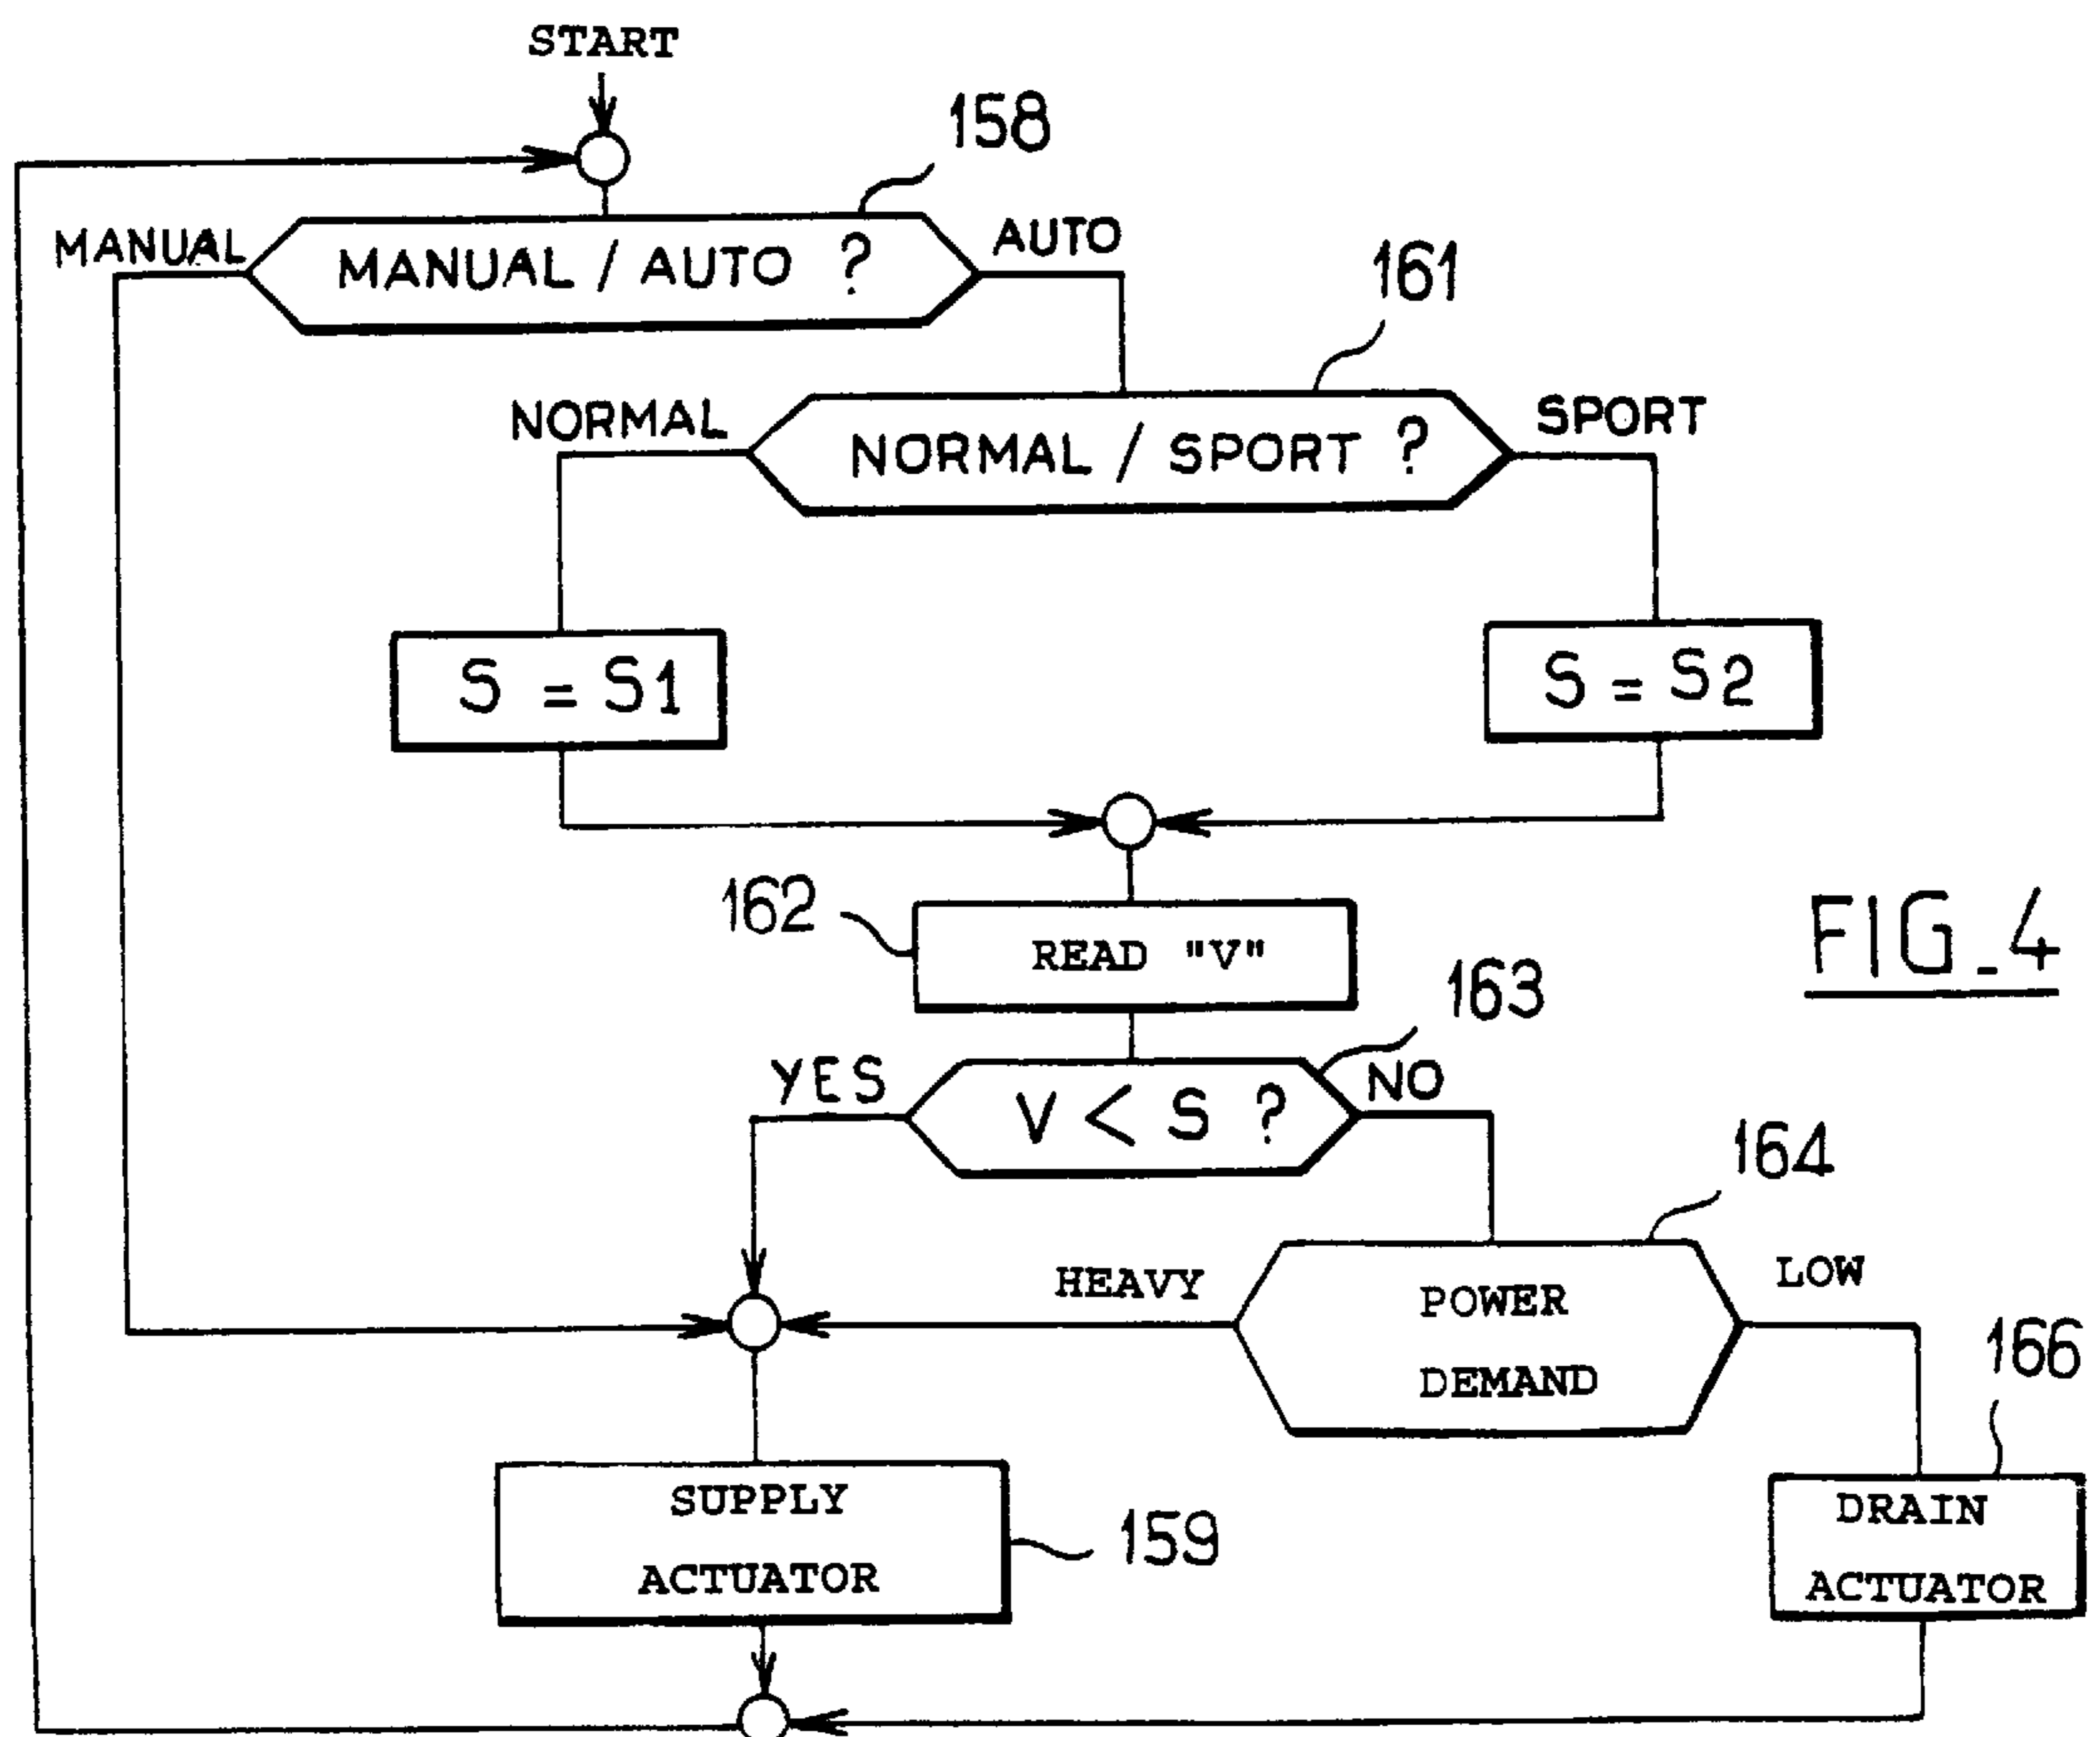 START
158
MANUAL
MANUAL / AUTO ?
AUTO
161
NORMAL
NORMAL / SPORT ?
SPORT
S = S1
S = S2
162
READ "V"
FIG_4
163
YES
V < S ?
NO
164
HEAVY
POWER
DEMAND
LOW
166
SUPPLY
ACTUATOR
159
DRAIN
ACTUATOR